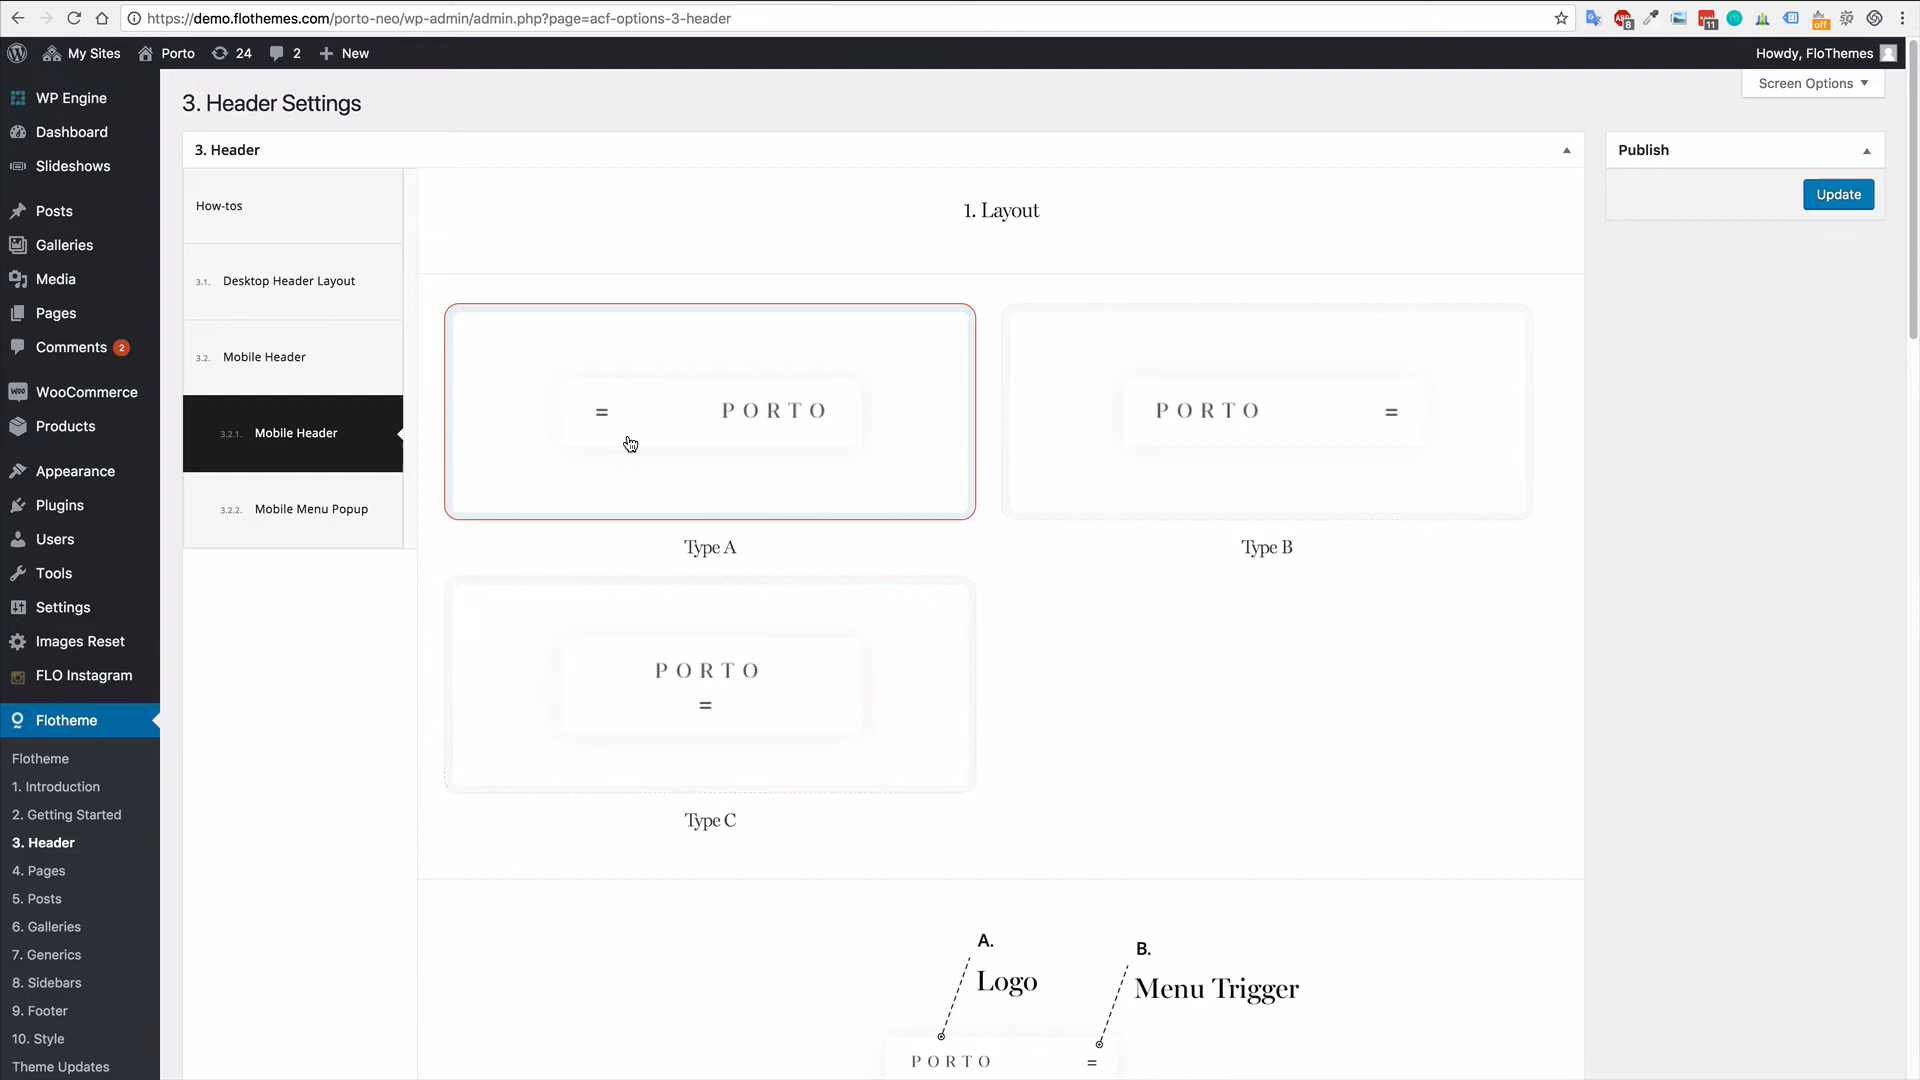 https://demo.flothemes.com/porto-neo/wp-admin/admin.php?page=acf-options-3-header
8
11
off
My Sites
Porto
24
2
New
Howdy, FloThemes
Screen Options
WP Engine
Dashboard
Slideshows
Posts
Galleries
Media
Pages
Comments 2
WooCommerce
Products
Appearance
Plugins
Users
Tools
Settings
Images Reset
FLO Instagram
Flotheme
Flotheme
1. Introduction
2. Getting Started
3. Header
4. Pages
5. Posts
6. Galleries
7. Generics
8. Sidebars
9. Footer
10. Style
Theme Updates
3. Header Settings
3. Header
How-tos
3.1. Desktop Header Layout
3.2. Mobile Header
3.2.1. Mobile Header
3.2.2. Mobile Menu Popup
1. Layout
= PORTO
Type A
PORTO =
Type B
PORTO
=
Type C
A.
Logo
B.
Menu Trigger
PORTO =
Publish
Update